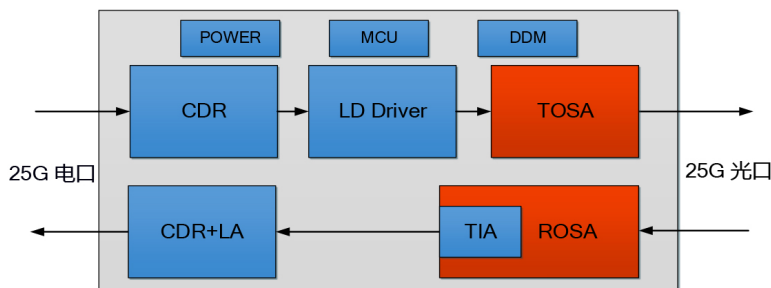 POWER
MCU
DDM
CDR
LD Driver
TOSA
25G 电口
25G 光口
CDR+LA
TIA
ROSA